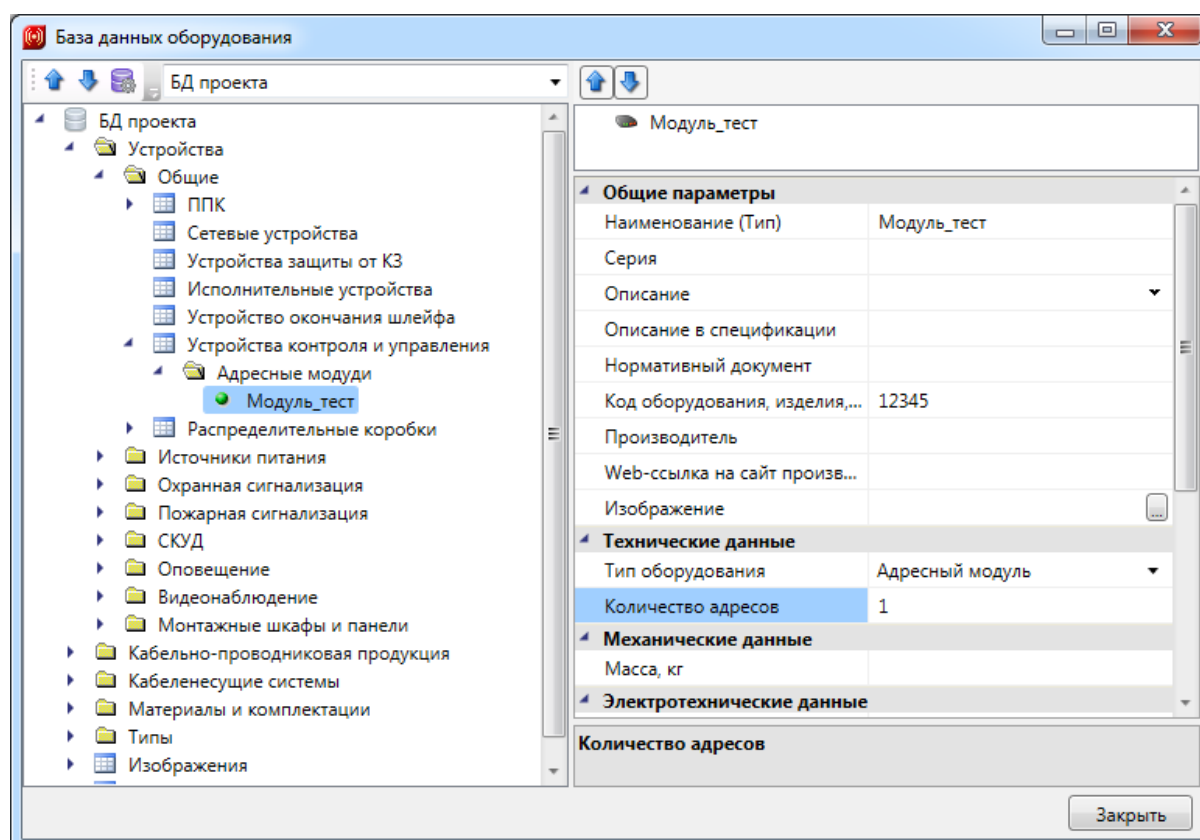 База данных оборудования
БД проекта
БД проекта
Устройства
Общие
ППК
Сетевые устройства
Устройства защиты от КЗ
Исполнительные устройства
Устройство окончания шлейфа
Устройства контроля и управления
Адресные модуди
Модуль_тест
Распределительные коробки
Источники питания
Охранная сигнализация
Пожарная сигнализация
СКУД
Оповещение
Видеонаблюдение
Монтажные шкафы и панели
Кабельно-проводниковая продукция
Кабеленесущие системы
Материалы и комплектации
Типы
Изображения
Модуль_тест
Общие параметры
Наименование (Тип) Модуль_тест
Серия
Описание
Описание в спецификации
Нормативный документ
Код оборудования, изделия,... 12345
Производитель
Web-ссылка на сайт произв...
Изображение ...
Технические данные
Тип оборудования Адресный модуль
Количество адресов 1
Механические данные
Масса, кг
Электротехнические данные
Количество адресов
Закрыть